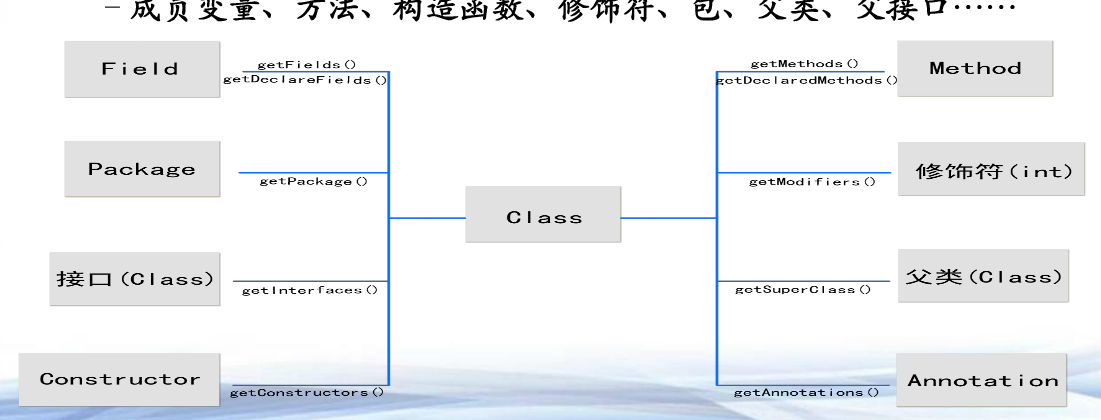 - 成员变量、方法、构造函数、修饰符、包、父类、父接口……
Field
getFields()
getDeclareFields()
getMethods()
getDeclaredMethods()
Method
Package
getPackage()
getModifiers()
修饰符(int)
Class
接口(Class)
getInterfaces()
getSuperClass()
父类(Class)
Constructor
getConstructors()
getAnnotations()
Annotation